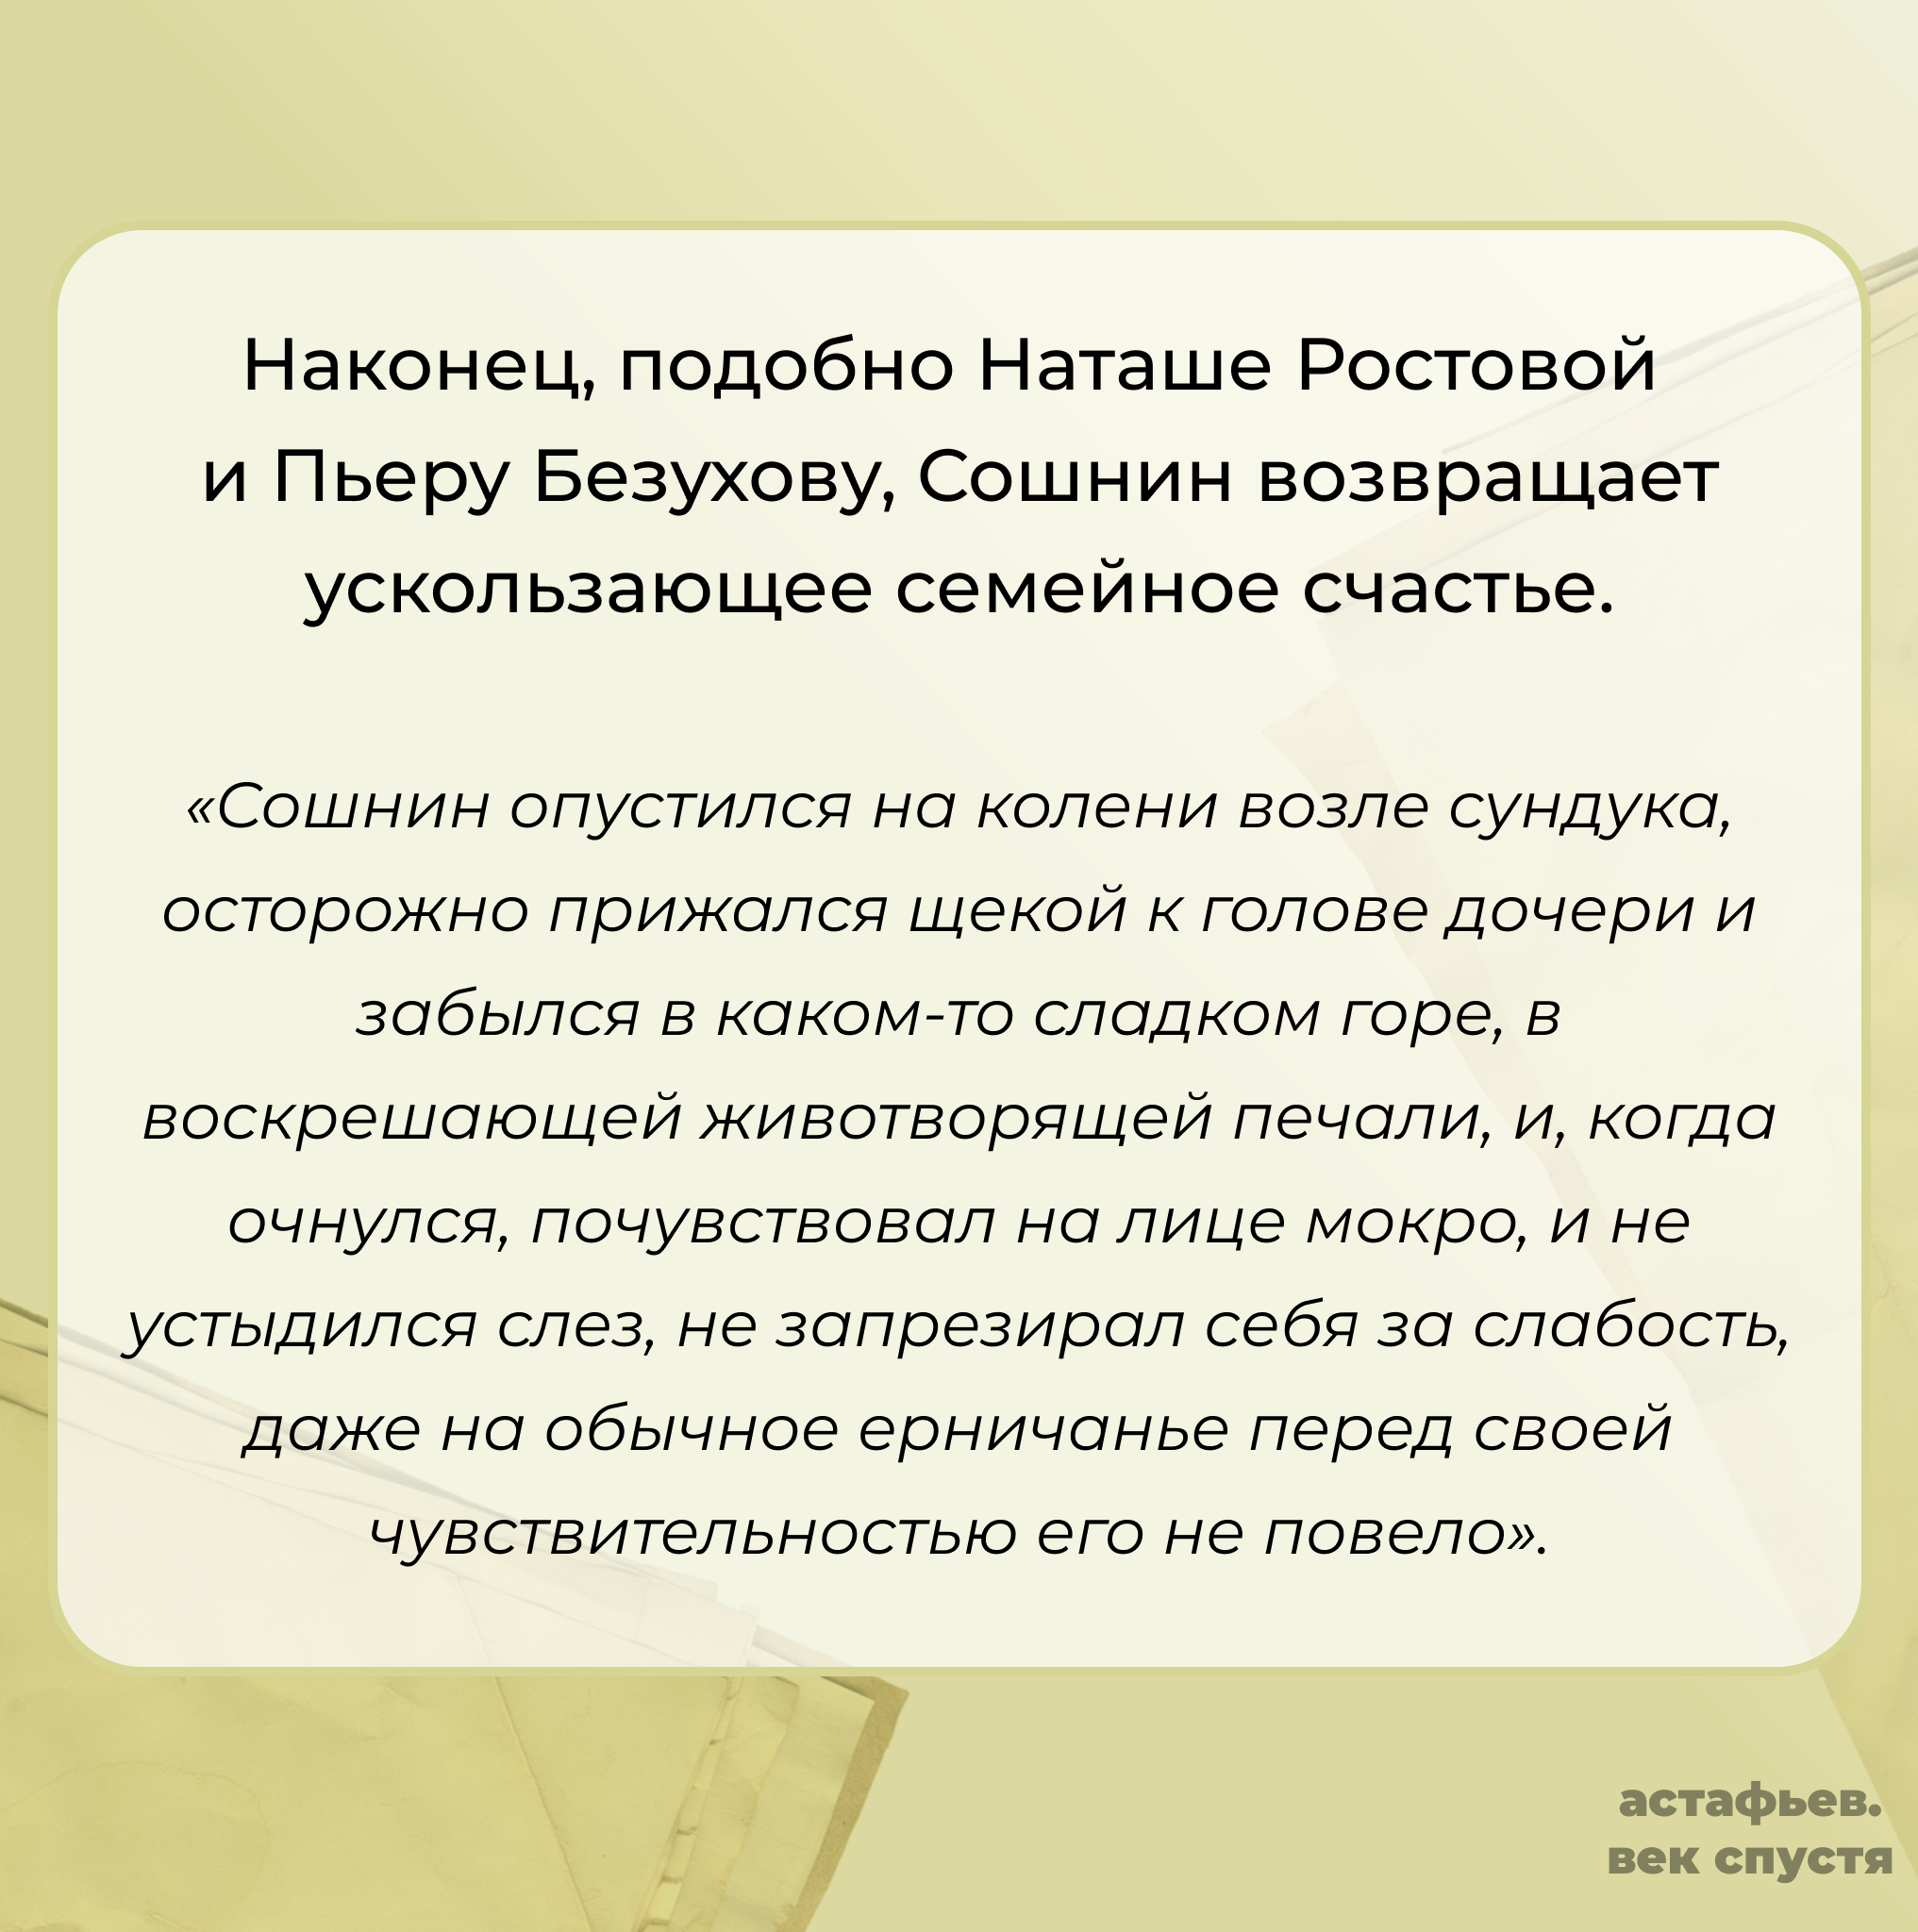 Наконец, подобно Наташе Ростовой
и Пьеру Безухову, Сошнин возвращает
ускользающее семейное счастье.
«Сошнин опустился на колени возле сундука,
осторожно прижался щекой к голове дочери и
забылся в каком-то сладком горе, в
воскрешающей животворящей печали, и, когда
очнулся, почувствовал на лице мокро, и не
устыдился слез, не запрезирал себя за слабость,
даже на обычное ерничанье перед своей
чувствительностью его не повело».
астафьев.
век спустя